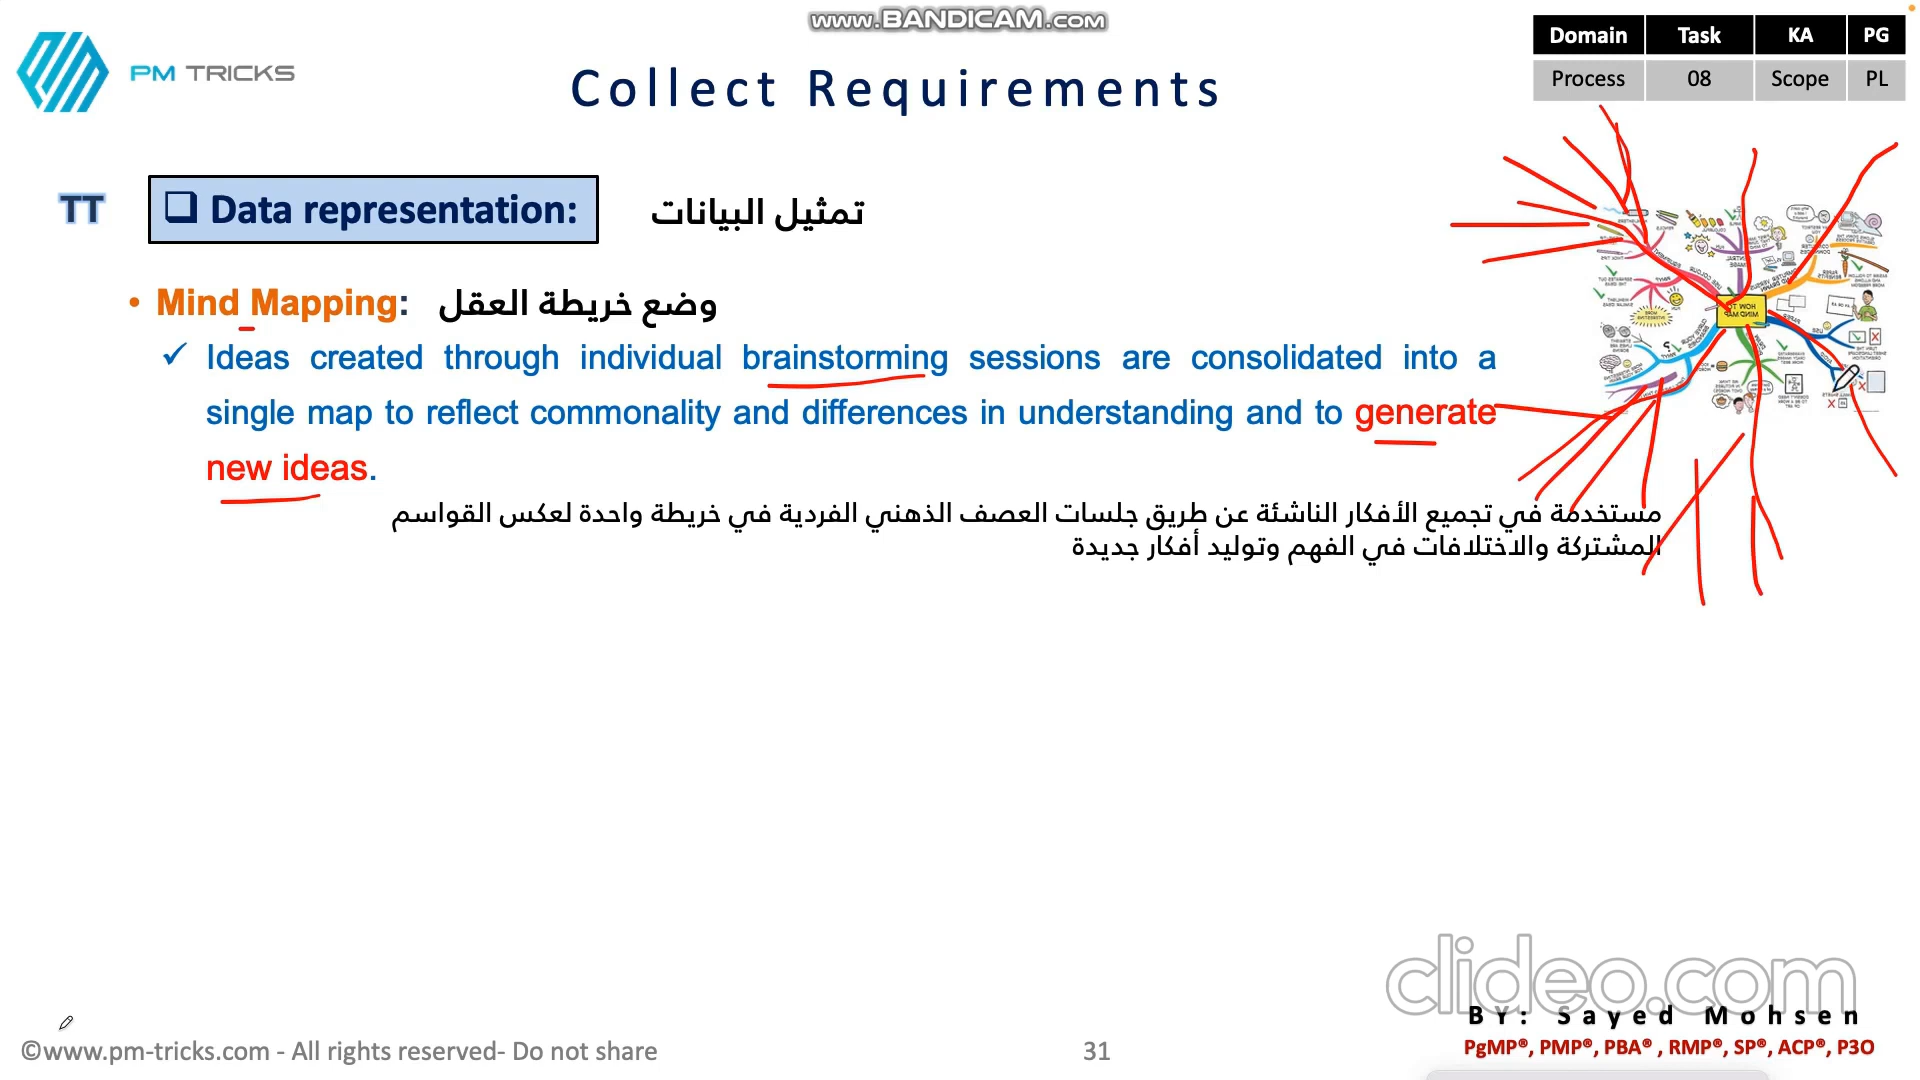 www.BANDICAM.com
PM TRICKS
Collect Requirements
Domain Task KA PG
Process 08 Scope PL
TT
Data representation: تمثيل البيانات
• Mind Mapping: وضع خريطة العقل
✓ Ideas created through individual brainstorming sessions are consolidated into a
single map to reflect commonality and differences in understanding and to generate
new ideas.
مستخدمة في تجميع الأفكار الناشئة عن طريق جلسات العصف الذهني الفردية في خريطة واحدة لعكس القواسم
المشتركة والاختلافات في الفهم وتوليد أفكار جديدة
HOW TO
MIND MAP
clideo.com
BY: Sayed Mohsen
©www.pm-tricks.com - All rights reserved- Do not share
31
PgMP®, PMP®, PBA® , RMP®, SP®, ACP®, P3O